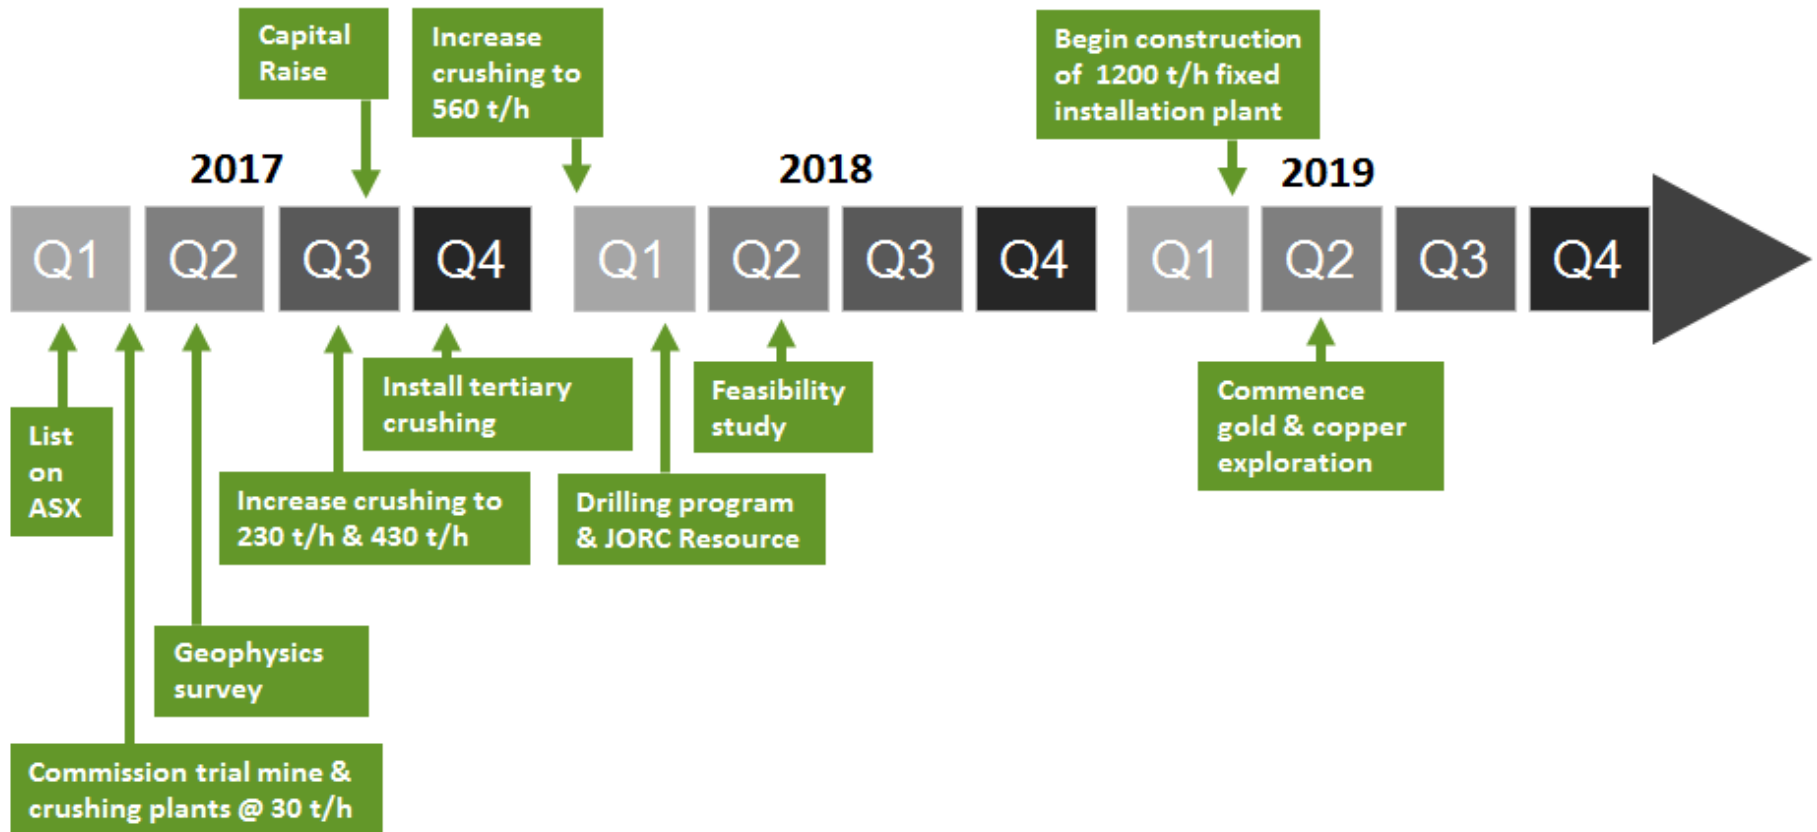 Capital
Raise
Increase
crushing to
560 t/h
Begin construction
of 1200 t/h fixed
installation plant
2017
2018
2019
Q1
Q2
Q3
Q4
Q1
Q2
Q3
Q4
Q1
Q2
Q3
Q4
List
on
ASX
Install tertiary
crushing
Feasibility
study
Commence
gold & copper
exploration
Increase crushing to
230 t/h & 430 t/h
Drilling program
& JORC Resource
Geophysics
survey
Commission trial mine &
crushing plants @ 30 t/h